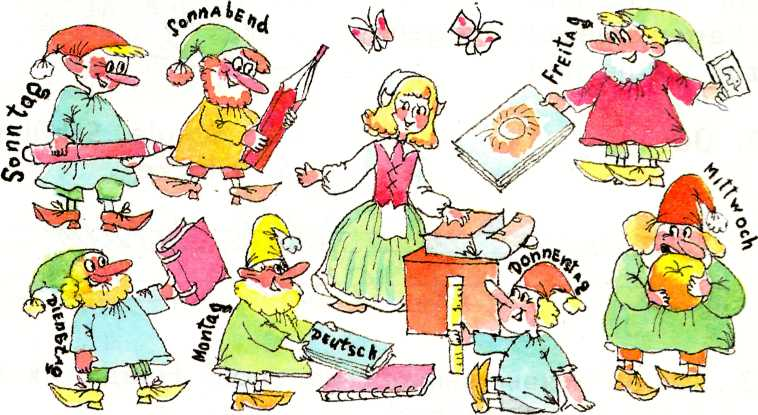 SONNABEND
FREITAG
Sonntag
MITTWOCH
DONNERSTAG
DIENSTAG
Montag
DEUTSCH